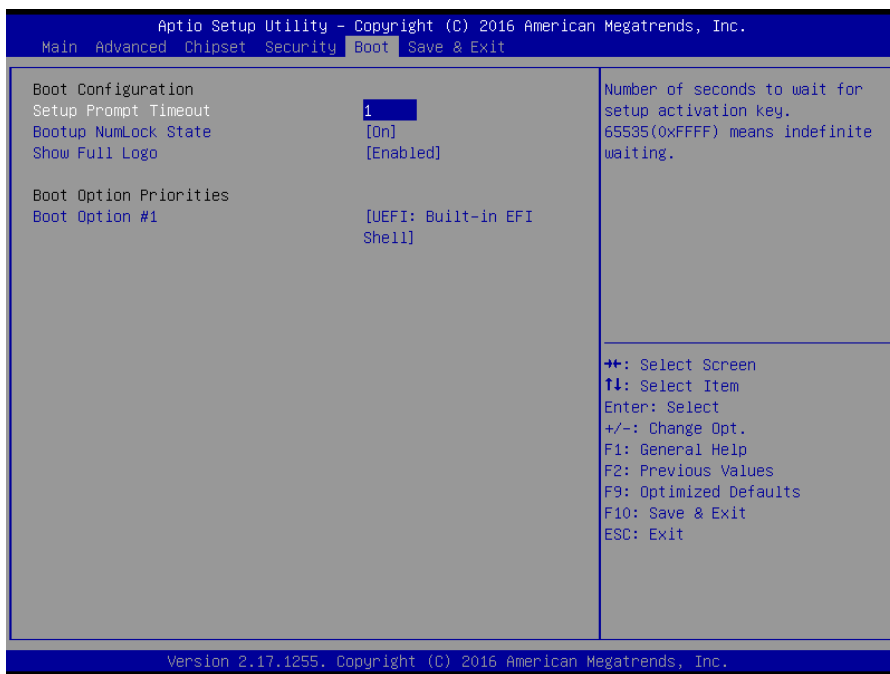 Aptio Setup Utility – Copyright (C) 2016 American Megatrends, Inc.
Main Advanced Chipset Security Boot Save & Exit
Boot Configuration
Setup Prompt Timeout 1
Bootup NumLock State [On]
Show Full Logo [Enabled]
Boot Option Priorities
Boot Option #1 [UEFI: Built-in EFI
Shell]
Number of seconds to wait for
setup activation key.
65535(0xFFFF) means indefinite
waiting.
→←: Select Screen
↑↓: Select Item
Enter: Select
+/-: Change Opt.
F1: General Help
F2: Previous Values
F9: Optimized Defaults
F10: Save & Exit
ESC: Exit
Version 2.17.1255. Copyright (C) 2016 American Megatrends, Inc.